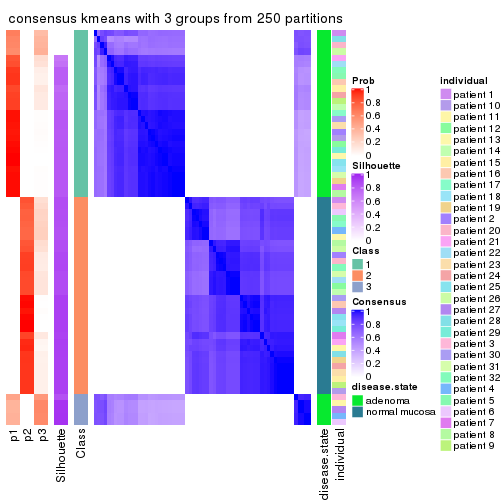 consensus kmeans with 3 groups from 250 partitions
p1
p2
p3
Silhouette
Class
disease.state
individual
Prob
1
0.8
0.6
0.4
0.2
0
Silhouette
1
0.8
0.6
0.4
0.2
0
Class
1
2
3
Consensus
1
0.8
0.6
0.4
0.2
0
disease.state
adenoma
normal mucosa
individual
patient 1
patient 10
patient 11
patient 12
patient 13
patient 14
patient 15
patient 16
patient 17
patient 18
patient 19
patient 2
patient 20
patient 21
patient 22
patient 23
patient 24
patient 25
patient 26
patient 27
patient 28
patient 29
patient 3
patient 30
patient 31
patient 32
patient 4
patient 5
patient 6
patient 7
patient 8
patient 9